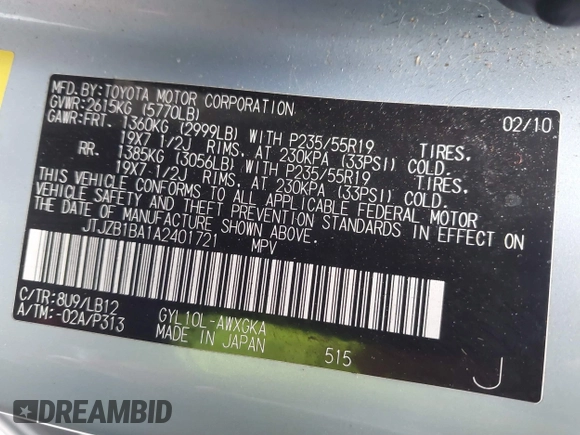 MFD. BY: TOYOTA MOTOR CORPORATION 02/10
GVWR: 2615KG (5770LB)
GAWR: FRT. 1360KG (2999LB) WITH P235/55R19 TIRES,
19X7 1/2J RIMS, AT 230KPA (33PSI) COLD.
RR. 1385KG (3056LB) WITH P235/55R19 TIRES,
19X7 1/2J RIMS, AT 230KPA (33PSI) COLD.
THIS VEHICLE CONFORMS TO ALL APPLICABLE FEDERAL MOTOR
VEHICLE SAFETY AND THEFT PREVENTION STANDARDS IN EFFECT ON
THE DATE OF MANUFACTURE SHOWN ABOVE.
JTJZB1BA1A2401721 MPV
C/TR: 8U9/LB12 GYL10L-AWXGKA
A/TM: -02A/P313 MADE IN JAPAN 515 J
DREAMBID